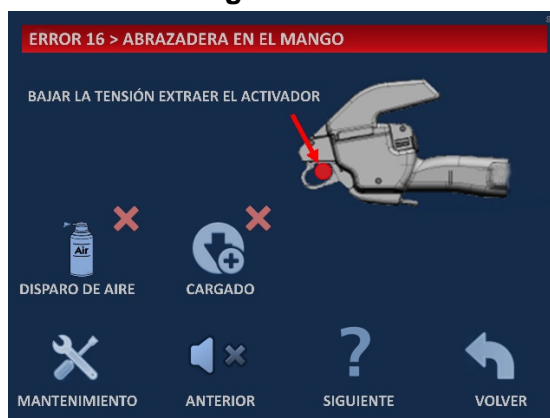 ERROR 16 > ABRAZADERA EN EL MANGO
BAJAR LA TENSIÓN EXTRAER EL ACTIVADOR
Air
DISPARO DE AIRE
CARGADO
?
MANTENIMIENTO
ANTERIOR
SIGUIENTE
VOLVER